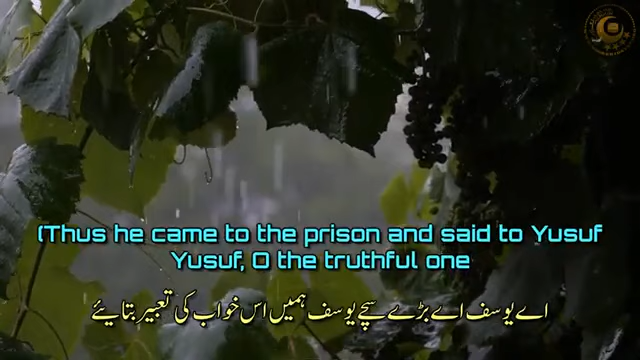 (Thus he came to the prison and said to Yusuf
Yusuf, O the truthful one
اے یوسف اے بڑے سچے یوسف ہمیں اس خواب کی تعبیر بتایئے